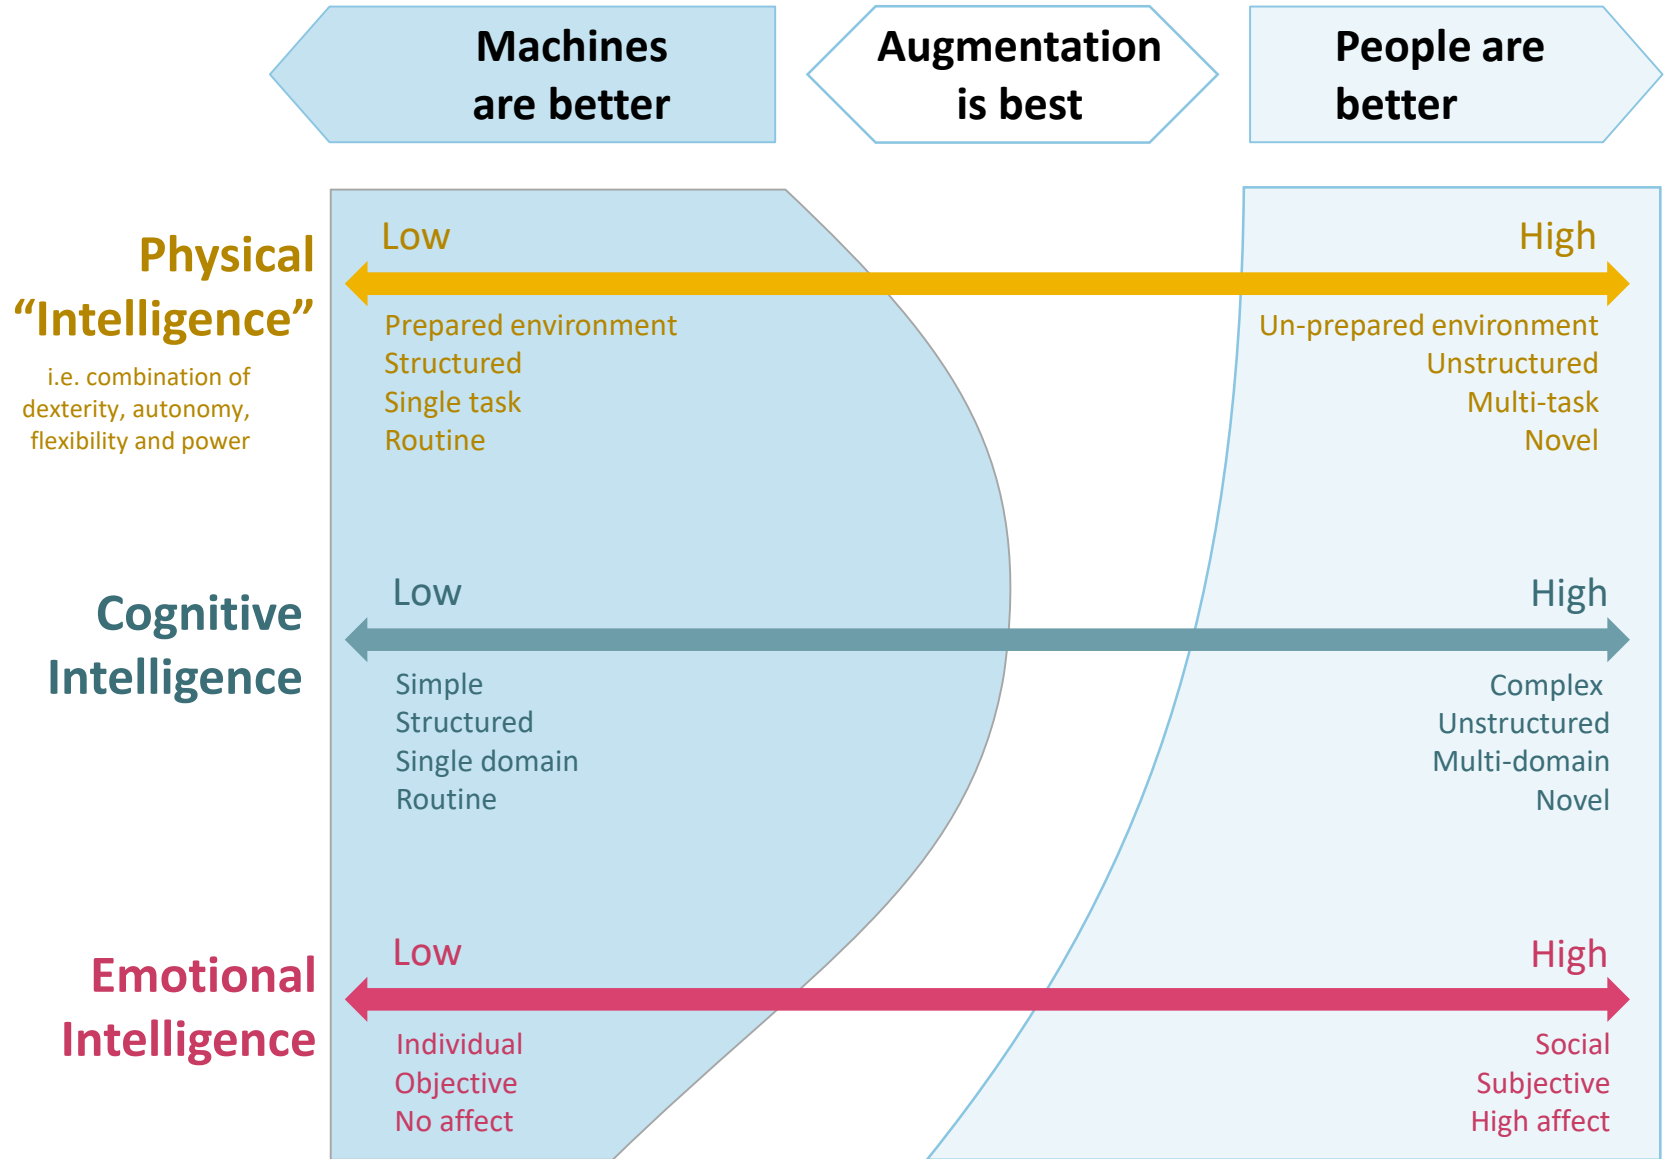 Machines
are better
Augmentation
is best
People are
better
Physical
“Intelligence”
i.e. combination of
dexterity, autonomy,
flexibility and power
Low
High
Prepared environment
Structured
Single task
Routine
Un-prepared environment
Unstructured
Multi-task
Novel
Cognitive
Intelligence
Low
High
Simple
Structured
Single domain
Routine
Complex
Unstructured
Multi-domain
Novel
Emotional
Intelligence
Low
High
Individual
Objective
No affect
Social
Subjective
High affect